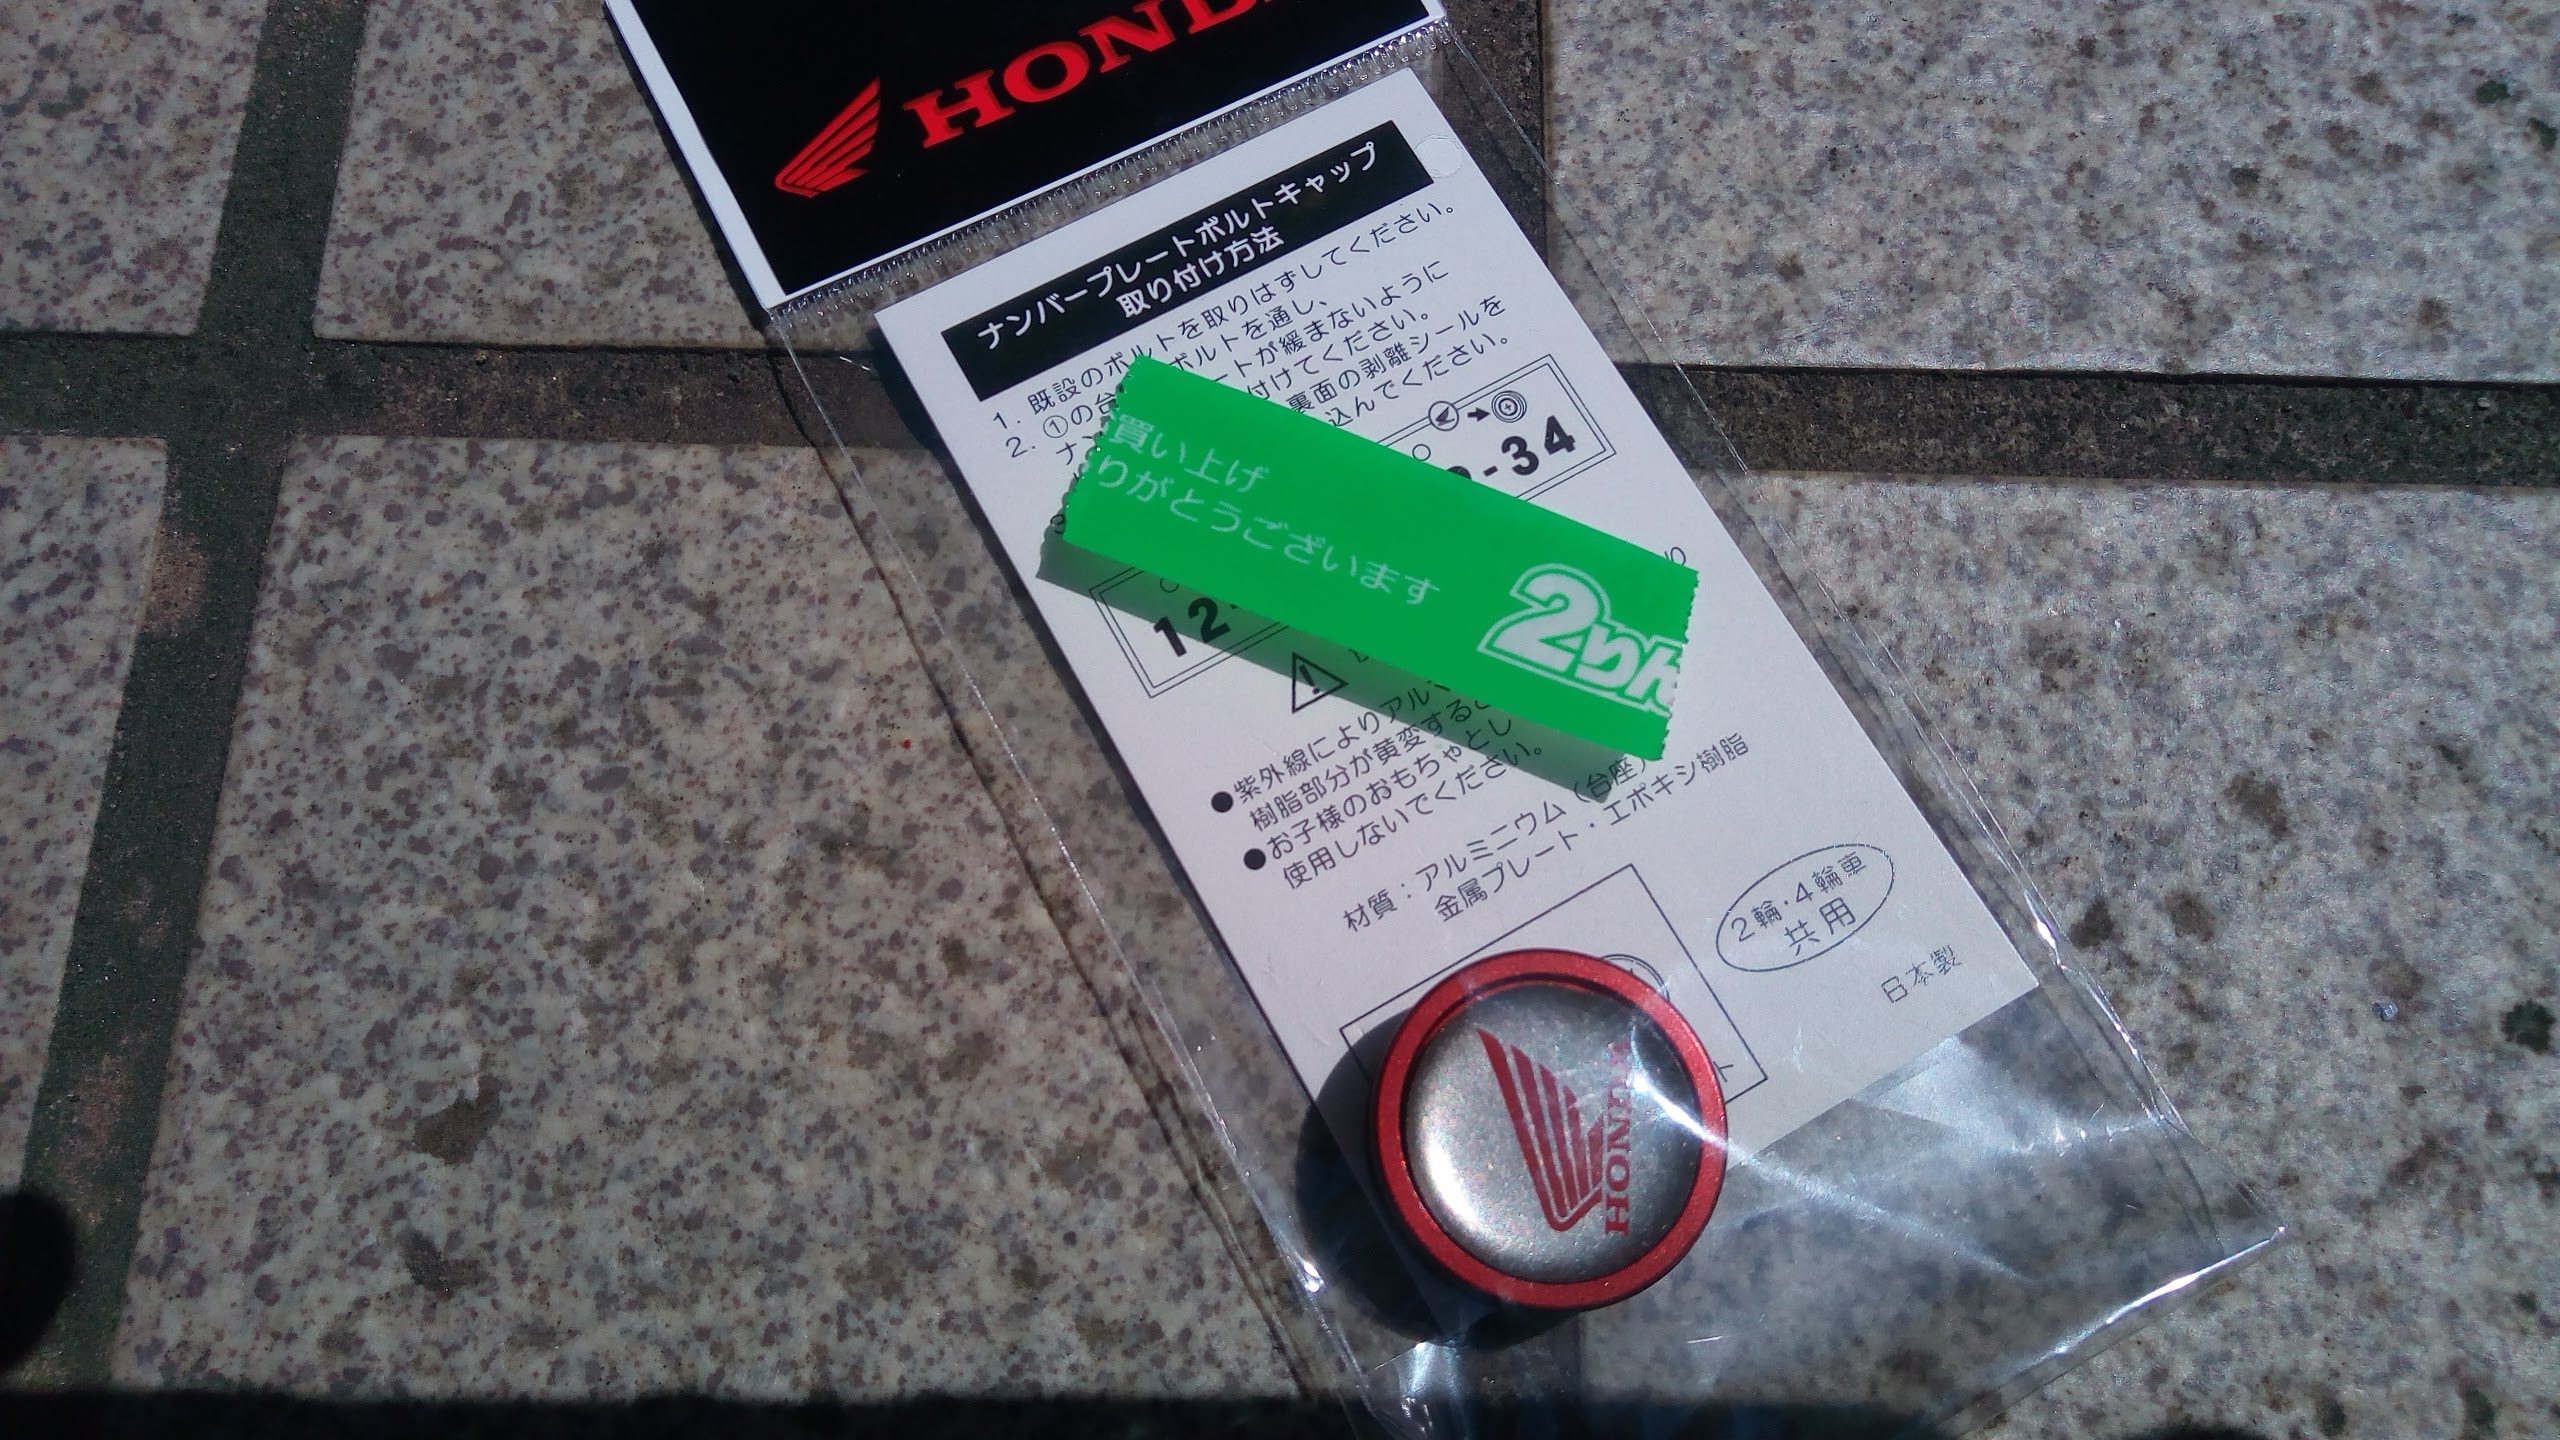 HONDA
ナンバープレートボルトキャップ
取り付け方法
1. 既設のボルトを取りはずしてください。
2. ①の台 ボルトを通し、
ナン ートが緩まないように
付けてください。
裏面の剥離シールを
込んでください。
-34
買い上げ
りがとうございます
2りん
12
●紫外線によりアルマ
樹脂部分が黄変するこ
●お子様のおもちゃとし
使用しないでください。
材質：アルミニウム（台座）
金属プレート・エポキシ樹脂
2輪・4輪車
共用
日本製
HONDA